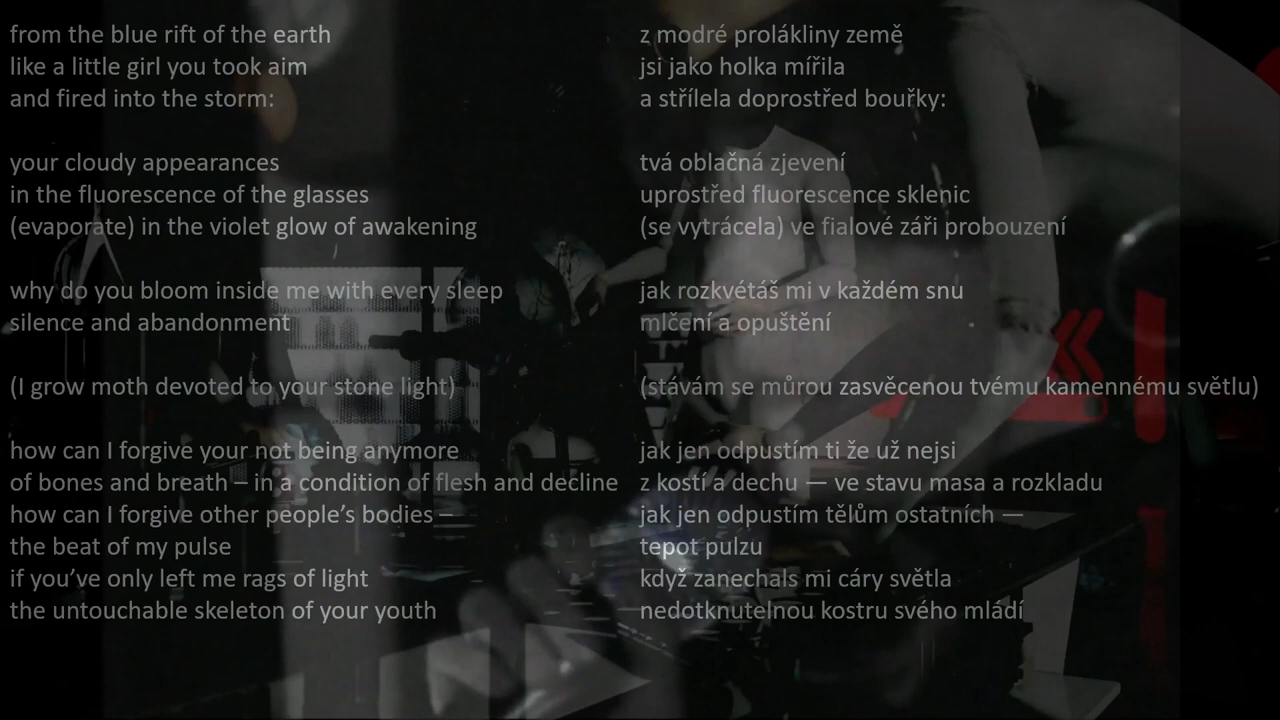 from the blue rift of the earth
like a little girl you took aim
and fired into the storm:
your cloudy appearances
in the fluorescence of the glasses
(evaporate) in the violet glow of awakening
why do you bloom inside me with every sleep
silence and abandonment
(I grow moth devoted to your stone light)
how can I forgive your not being anymore
of bones and breath – in a condition of flesh and decline
how can I forgive other people's bodies –
the beat of my pulse
if you've only left me rags of light
the untouchable skeleton of your youth
z modré prolákliny země
jsi jako holka mířila
a střílela doprostřed bouřky:
tvá oblačná zjevení
uprostřed fluorescence sklenic
(se vytrácela) ve fialové záři probouzení
jak rozkvétáš mi v každém snu
mlčení a opuštění
(stávám se můrou zasvěcenou tvému kamennému světlu)
jak jen odpustím ti že už nejsi
z kostí a dechu — ve stavu masa a rozkladu
jak jen odpustím tělům ostatních —
tepot pulzu
když zanechals mi cáry světla
nedotknutelnou kostru svého mládí